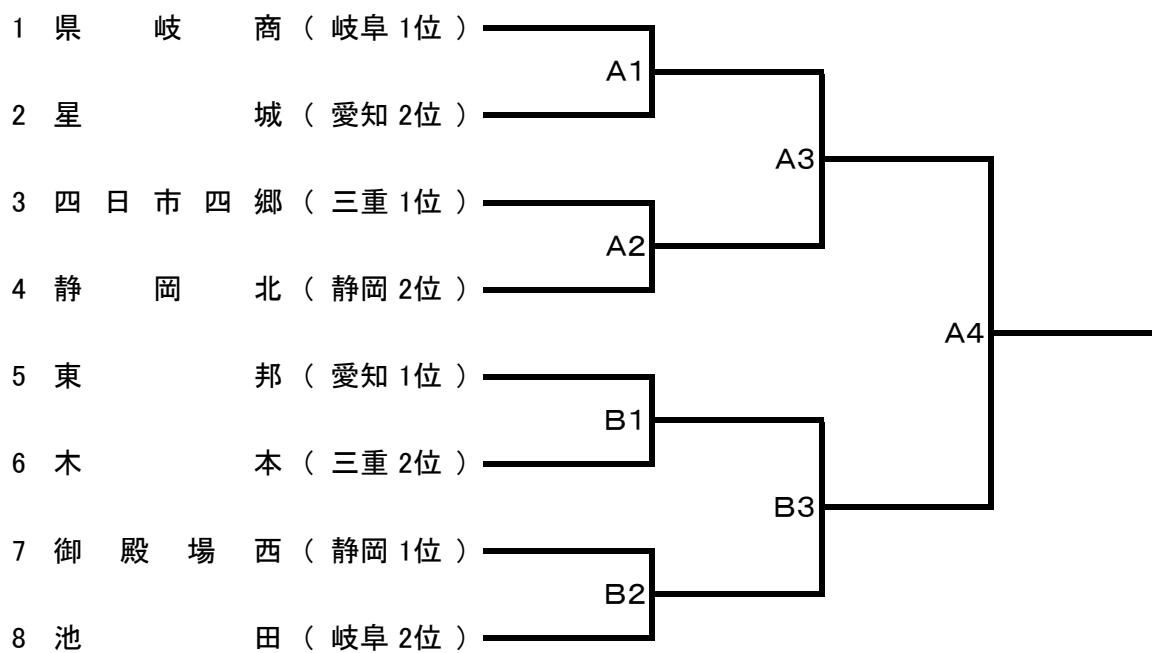 1 県岐商 ( 岐阜 1位 )
A1
2 星城 ( 愛知 2位 )
A3
3 四日市四郷 ( 三重 1位 )
A2
4 静岡北 ( 静岡 2位 )
A4
5 東邦 ( 愛知 1位 )
B1
6 木本 ( 三重 2位 )
B3
7 御殿場西 ( 静岡 1位 )
B2
8 池田 ( 岐阜 2位 )